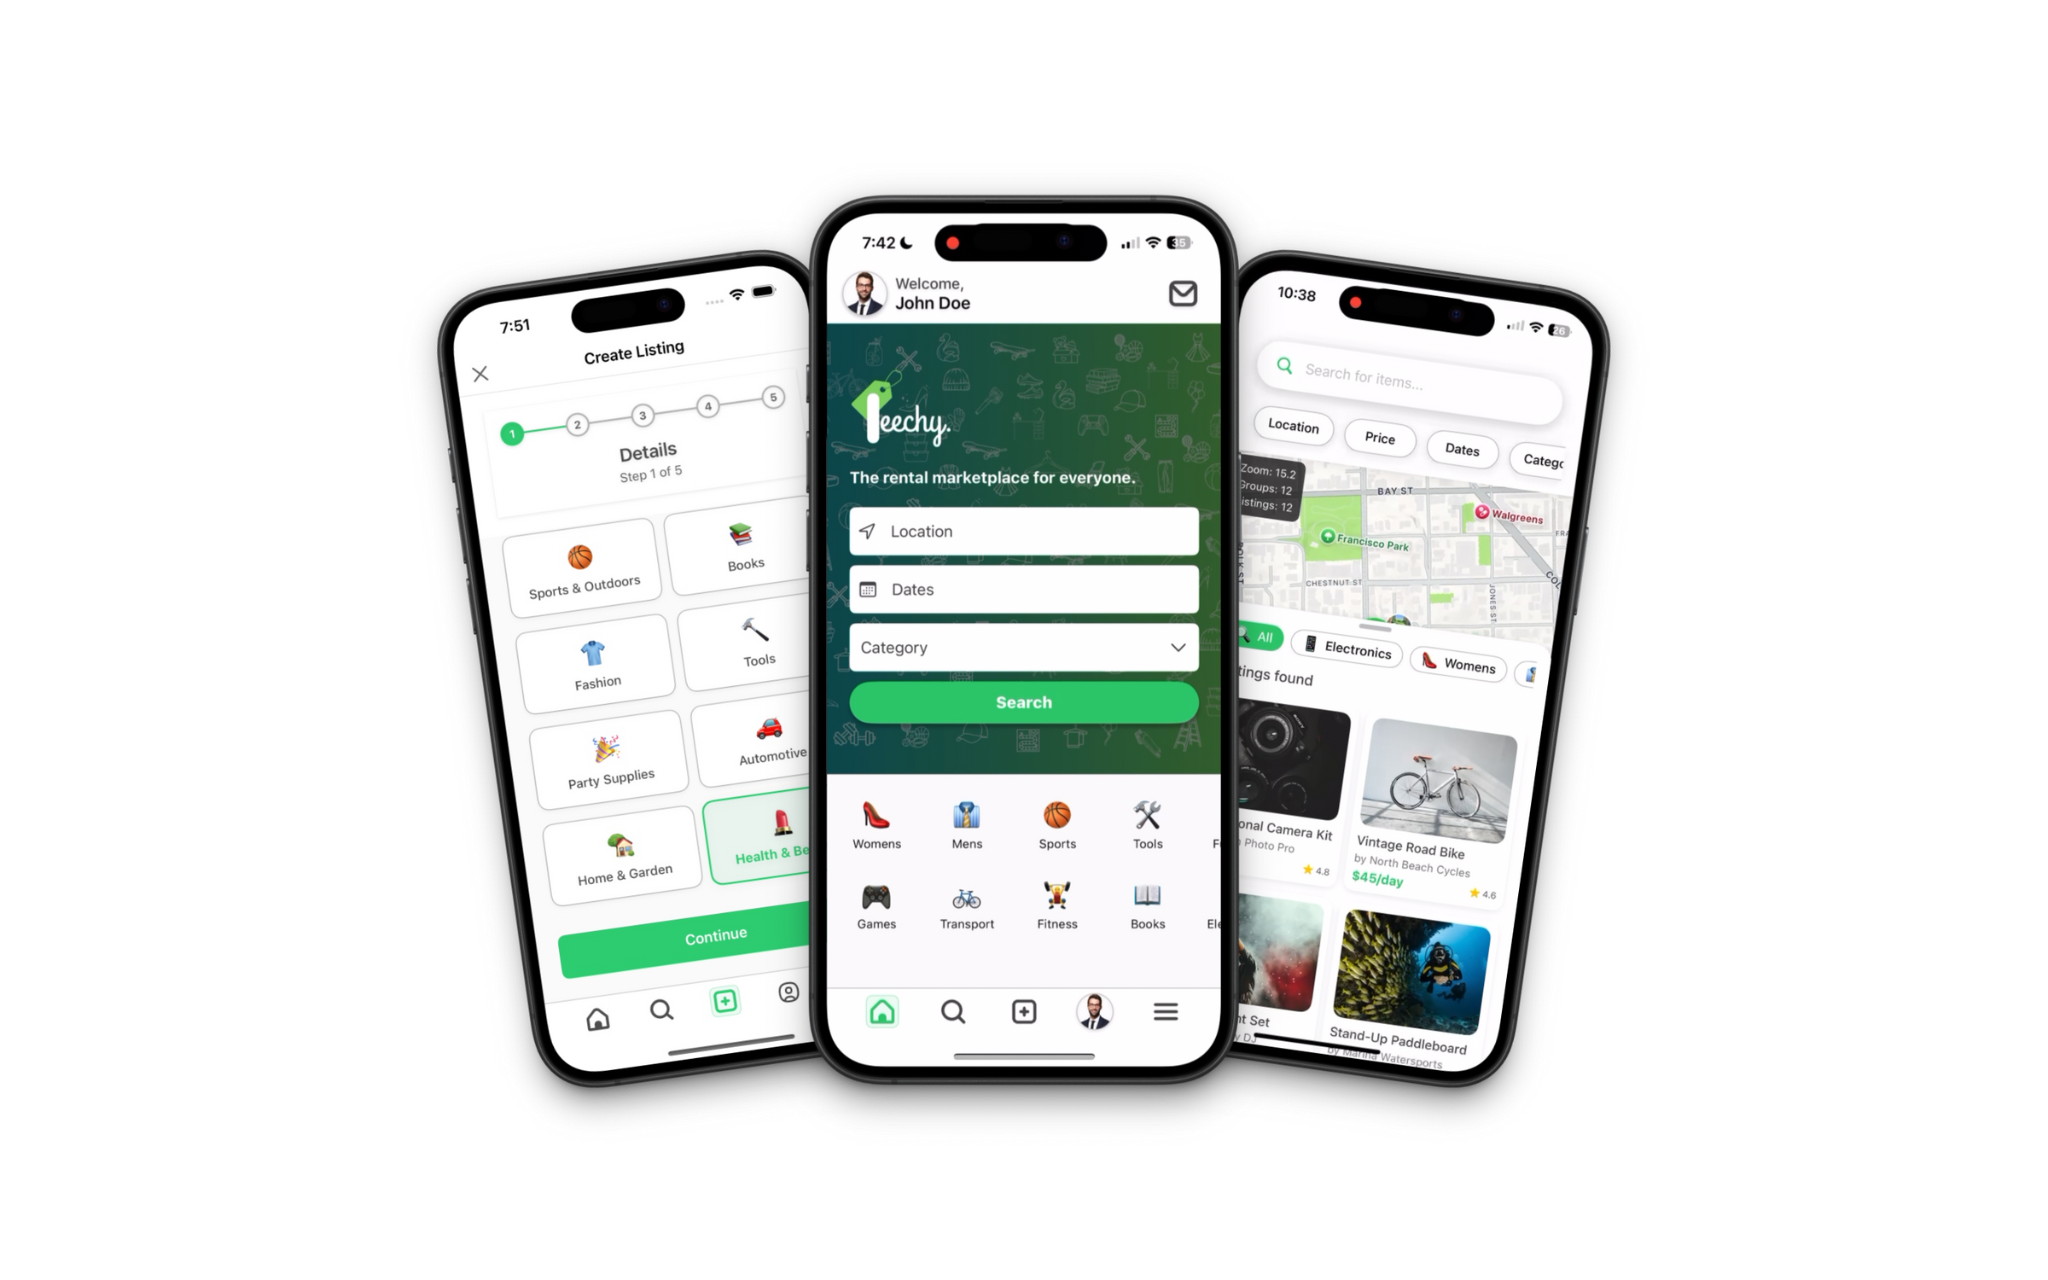 7:51
Create Listing
1 2 3 4 5
Details
Step 1 of 5
Sports & Outdoors
Books
Fashion
Tools
Party Supplies
Automotive
Home & Garden
Health & Be
Continue
7:42
35
Welcome,
John Doe
leechy.
The rental marketplace for everyone.
Location
Dates
Category
Search
Womens Mens Sports Tools
Games Transport Fitness Books
10:38
26
Search for items...
Location Price Dates Catego
Zoom: 15.2
Groups: 12
istings: 12
BAY ST
Walgreens
Francisco Park
CHESTNUT ST
JONES ST
All Electronics Womens
tings found
onal Camera Kit
Photo Pro
4.8
Vintage Road Bike
by North Beach Cycles
$45/day
4.6
nt Set
y DJ
Stand-Up Paddleboard
by Marina Watersports